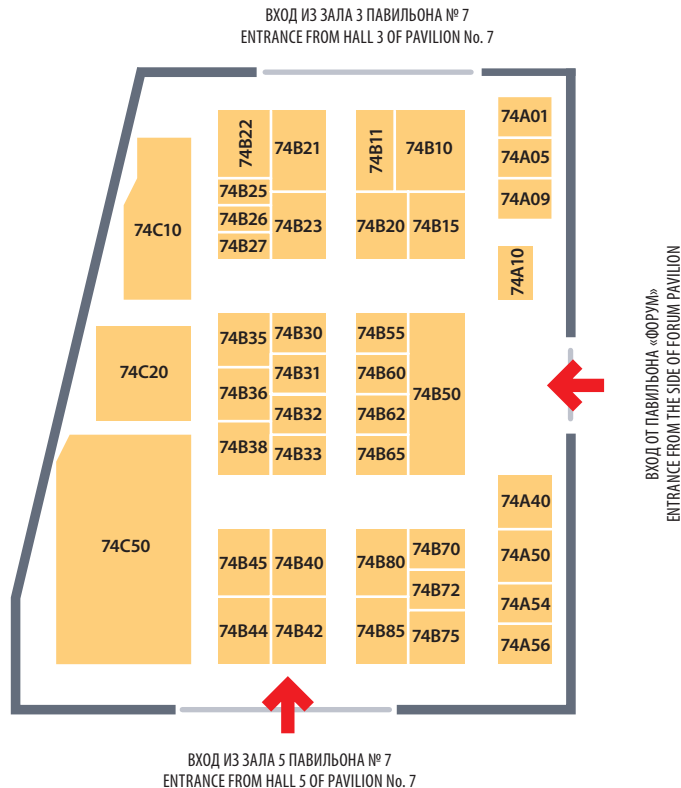 ВХОД ИЗ ЗАЛА 3 ПАВИЛЬОНА № 7
ENTRANCE FROM HALL 3 OF PAVILION No. 7
74A01
74A05
74A09
74A10
74B22
74B21
74B25
74B26
74B27
74B23
74B11
74B10
74B20
74B15
74C10
74C20
74C50
74B35
74B36
74B38
74B30
74B31
74B32
74B33
74B55
74B60
74B62
74B65
74B50
ВХОД ОТ ПАВИЛЬОНА «ФОРУМ»
ENTRANCE FROM THE SIDE OF FORUM PAVILION
74A40
74A50
74A54
74A56
74B45
74B40
74B44
74B42
74B80
74B85
74B70
74B72
74B75
ВХОД ИЗ ЗАЛА 5 ПАВИЛЬОНА № 7
ENTRANCE FROM HALL 5 OF PAVILION No. 7